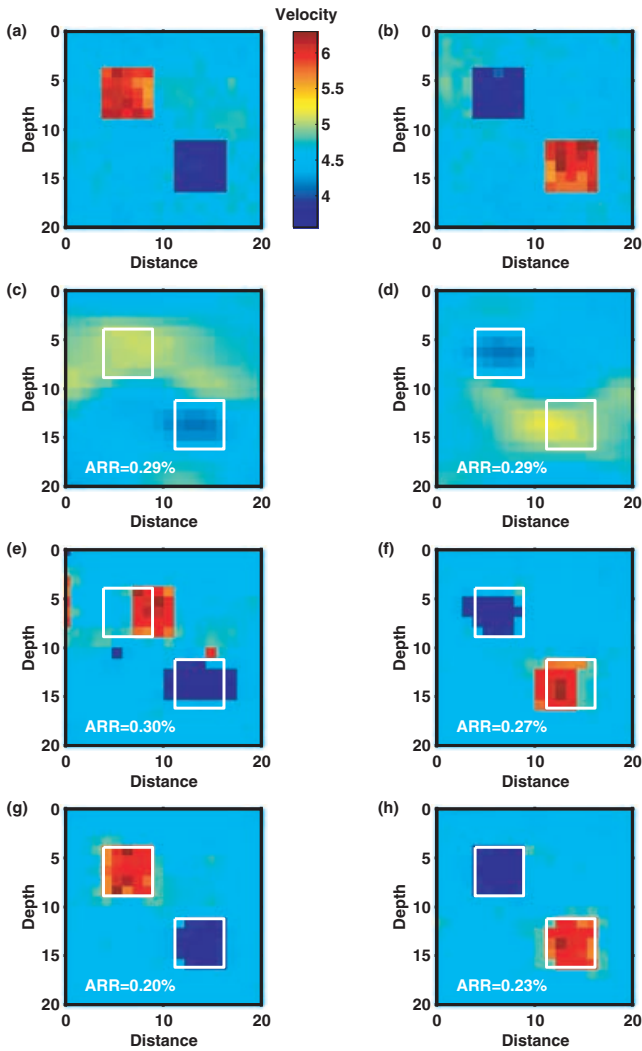 Velocity
(a)
0
5
10
15
20
Depth
0
10
20
Distance
6
5.5
5
4.5
4
(b)
0
5
10
15
20
Depth
0
10
20
Distance
(c)
0
5
10
15
20
Depth
ARR=0.29%
0
10
20
Distance
(d)
0
5
10
15
20
Depth
ARR=0.29%
0
10
20
Distance
(e)
0
5
10
15
20
Depth
ARR=0.30%
0
10
20
Distance
(f)
0
5
10
15
20
Depth
ARR=0.27%
0
10
20
Distance
(g)
0
5
10
15
20
Depth
ARR=0.20%
0
10
20
Distance
(h)
0
5
10
15
20
Depth
ARR=0.23%
0
10
20
Distance